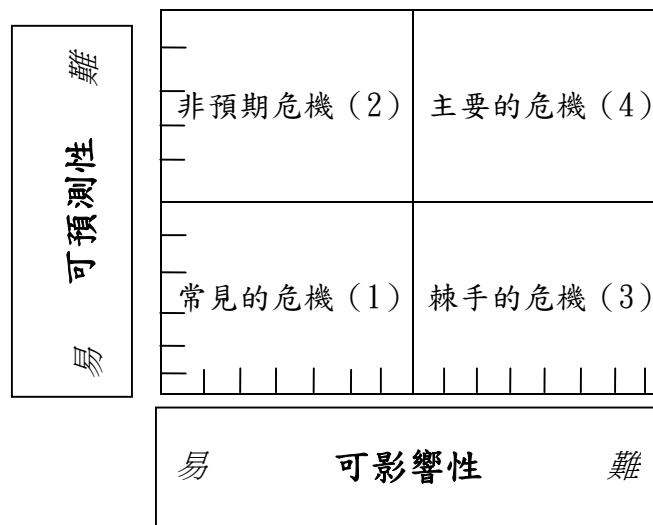 難
可預測性
易
非預期危機（2）
主要的危機（4）
常見的危機（1）
棘手的危機（3）
易
可影響性
難